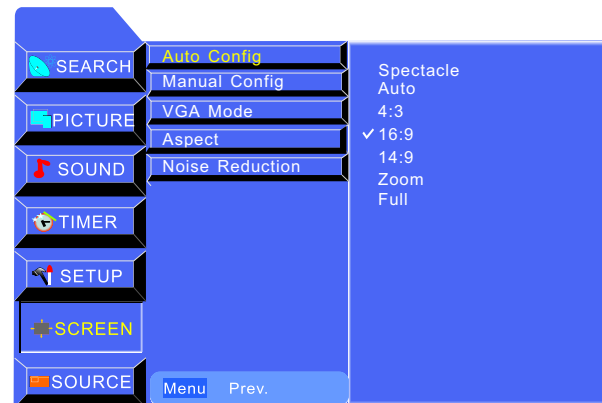 SEARCH
PICTURE
SOUND
TIMER
SETUP
SCREEN
SOURCE
Auto Config
Manual Config
VGA Mode
Aspect
Noise Reduction
Menu Prev.
Spectacle
Auto
4:3
16:9
14:9
Zoom
Full